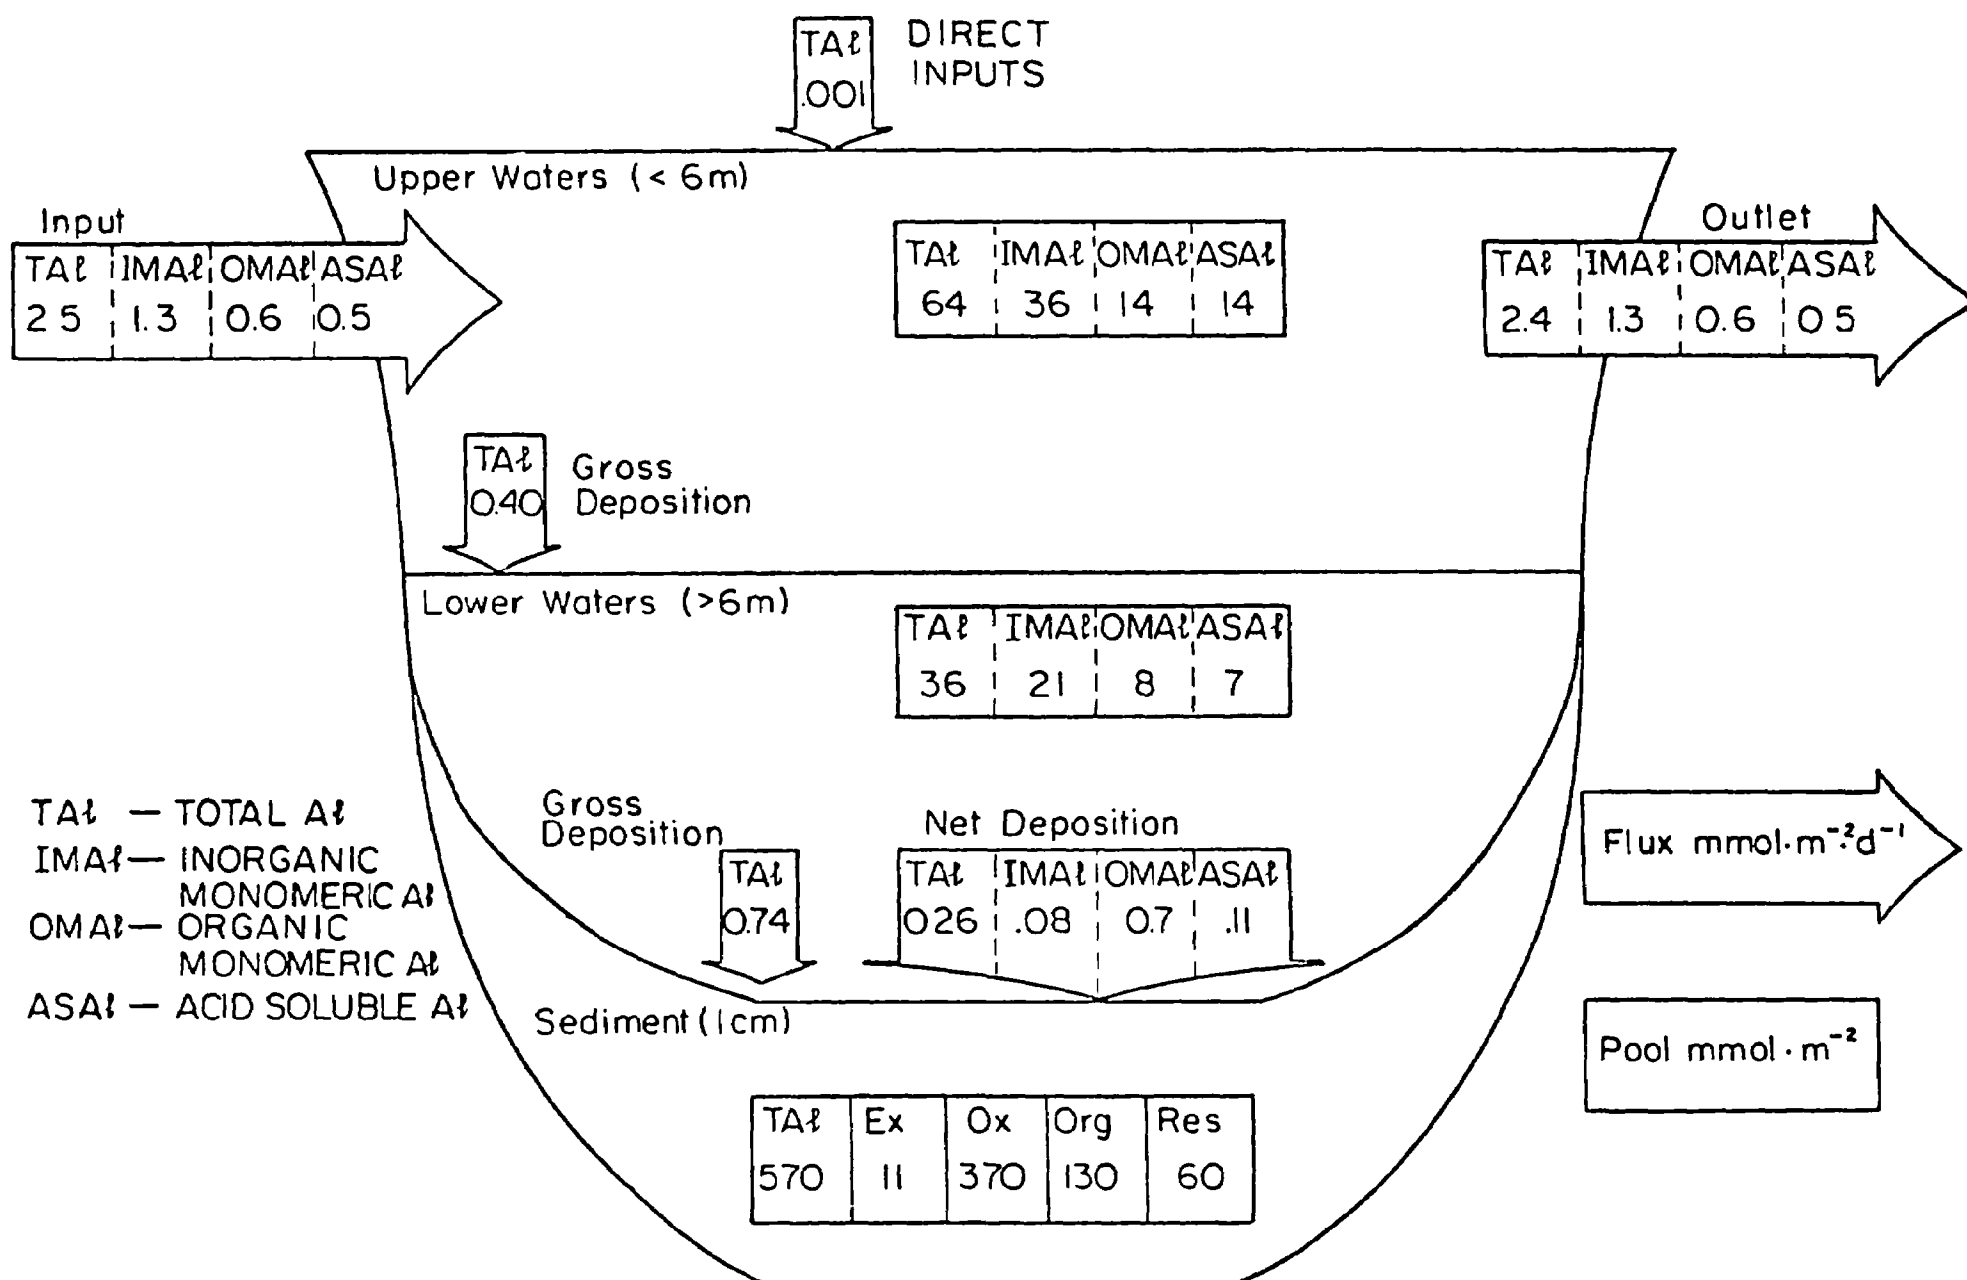 TAℓ DIRECT
.001 INPUTS
Upper Waters (< 6m)
Input
TAℓ IMAℓ OMAℓ ASAℓ
2 5 1.3 0.6 0.5
TAℓ IMAℓ OMAℓ ASAℓ
64 36 14 14
Outlet
TAℓ IMAℓ OMAℓ ASAℓ
2.4 1.3 0.6 0 5
TAℓ Gross
0.40 Deposition
Lower Waters (>6m)
TAℓ IMAℓ OMAℓ ASAℓ
36 21 8 7
Gross
Deposition
TAℓ
0.74
Net Deposition
TAℓ IMAℓ OMAℓ ASAℓ
0 26 .08 0.7 .11
Sediment (1cm)
TAℓ Ex Ox Org Res
570 11 370 130 60
TAℓ — TOTAL Aℓ
IMAℓ — INORGANIC
MONOMERIC Aℓ
OMAℓ — ORGANIC
MONOMERIC Aℓ
ASAℓ — ACID SOLUBLE Aℓ
Flux mmol·m⁻²·d⁻¹
Pool mmol·m⁻²